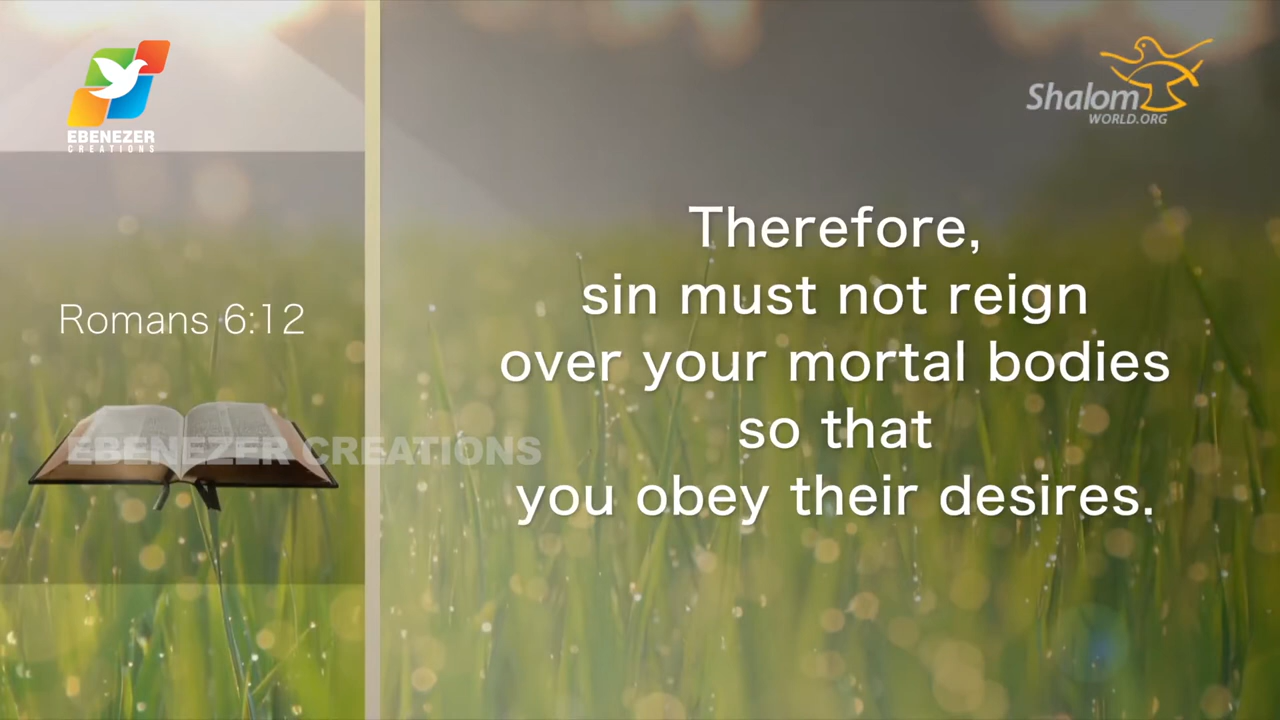 EBENEZER
CREATIONS
Shalom
WORLD.ORG
Romans 6:12
Therefore,
sin must not reign
over your mortal bodies
so that
you obey their desires.
EBENEZER CREATIONS